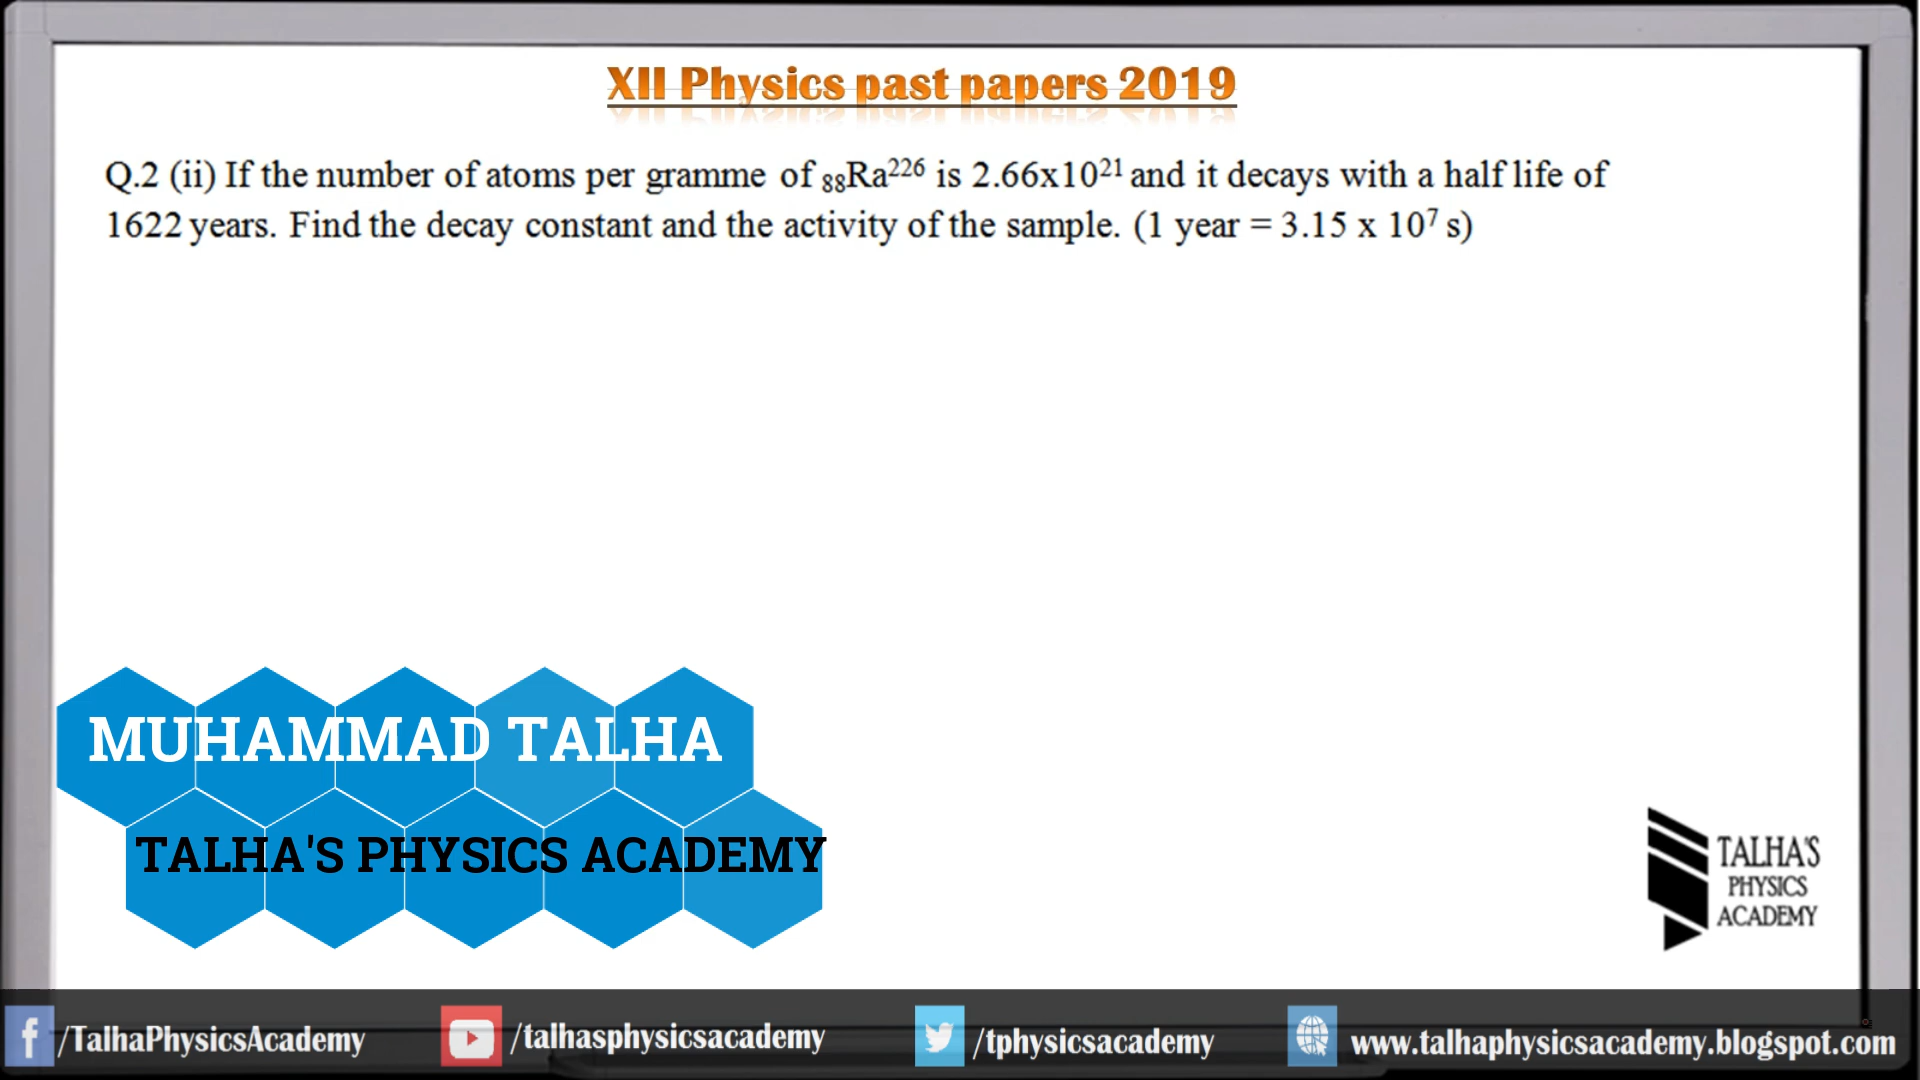 XII Physics past papers 2019
Q.2 (ii) If the number of atoms per gramme of ₈₈Ra²²⁶ is 2.66x10²¹ and it decays with a half life of
1622 years. Find the decay constant and the activity of the sample. (1 year = 3.15 x 10⁷ s)
MUHAMMAD TALHA
TALHA'S PHYSICS ACADEMY
TALHA'S
PHYSICS
ACADEMY
/TalhaPhysicsAcademy
/talhasphysicsacademy
/tphysicsacademy
www.talhaphysicsacademy.blogspot.com